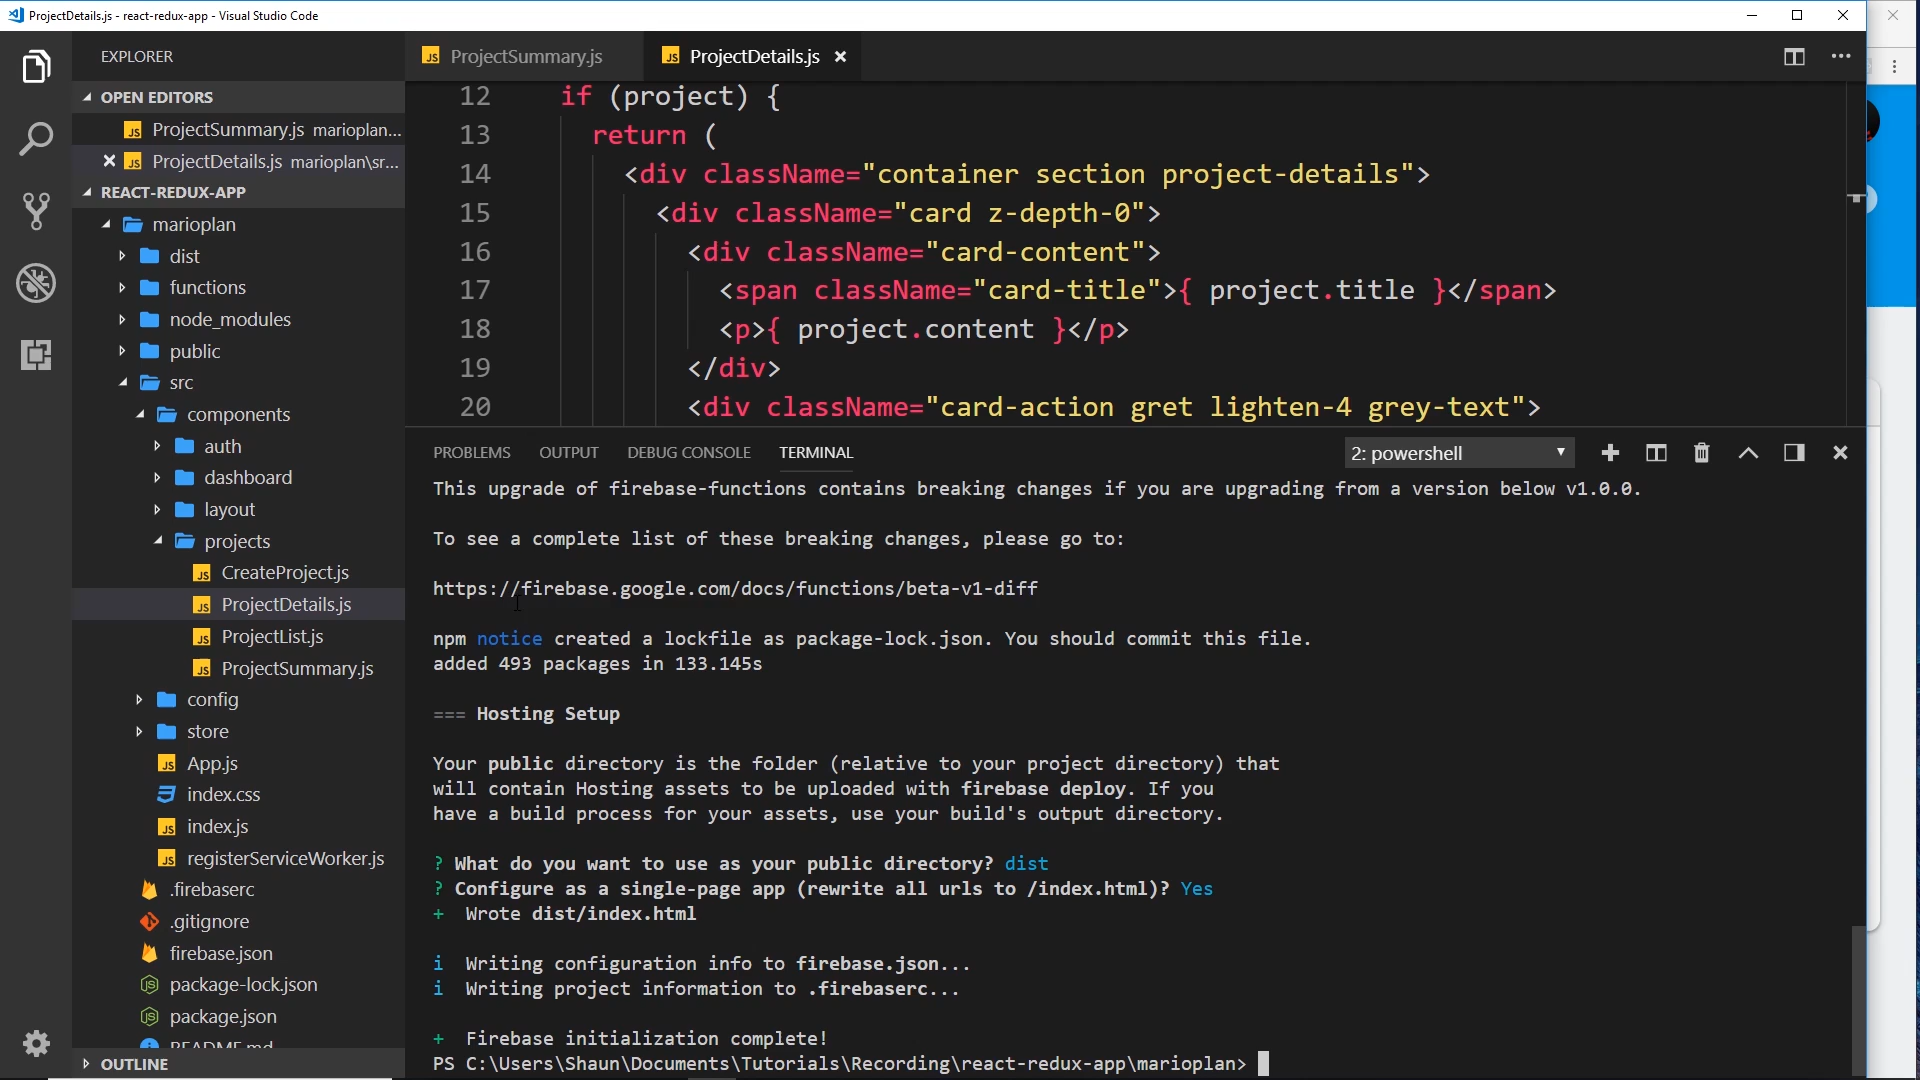 ProjectDetails.js - react-redux-app - Visual Studio Code
EXPLORER
OPEN EDITORS
ProjectSummary.js marioplan...
ProjectDetails.js marioplan\sr...
REACT-REDUX-APP
marioplan
dist
functions
node_modules
public
src
components
auth
dashboard
layout
projects
CreateProject.js
ProjectDetails.js
ProjectList.js
ProjectSummary.js
config
store
App.js
index.css
index.js
registerServiceWorker.js
.firebaserc
.gitignore
firebase.json
package-lock.json
package.json
README.md
OUTLINE
ProjectSummary.js
ProjectDetails.js
12 if (project) {
13 return (
14 <div className="container section project-details">
15 <div className="card z-depth-0">
16 <div className="card-content">
17 <span className="card-title">{ project.title }</span>
18 <p>{ project.content }</p>
19 </div>
20 <div className="card-action gret lighten-4 grey-text">
PROBLEMS OUTPUT DEBUG CONSOLE TERMINAL 2: powershell
This upgrade of firebase-functions contains breaking changes if you are upgrading from a version below v1.0.0.
To see a complete list of these breaking changes, please go to:
https://firebase.google.com/docs/functions/beta-v1-diff
npm notice created a lockfile as package-lock.json. You should commit this file.
added 493 packages in 133.145s
=== Hosting Setup
Your public directory is the folder (relative to your project directory) that
will contain Hosting assets to be uploaded with firebase deploy. If you
have a build process for your assets, use your build's output directory.
? What do you want to use as your public directory? dist
? Configure as a single-page app (rewrite all urls to /index.html)? Yes
+ Wrote dist/index.html
i Writing configuration info to firebase.json...
i Writing project information to .firebaserc...
+ Firebase initialization complete!
PS C:\Users\Shaun\Documents\Tutorials\Recording\react-redux-app\marioplan>